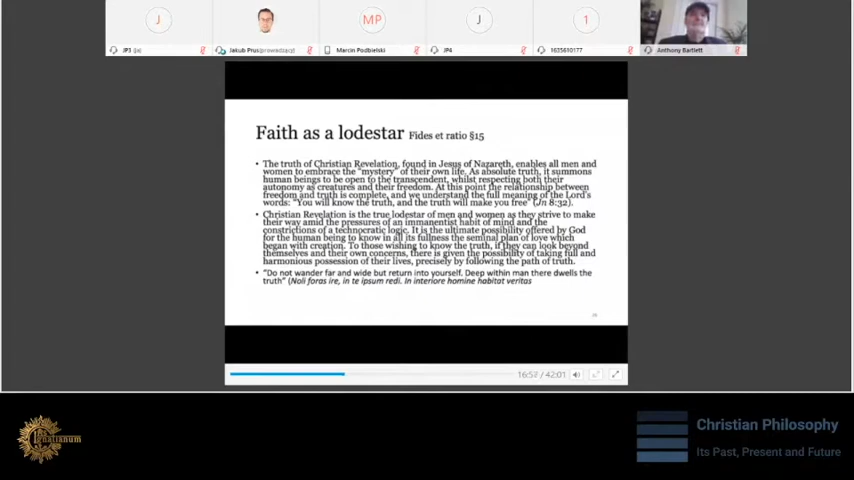 J
MP
J
1
JP3 (ja)
Jakub Prus(prowadzący)
Marcin Podbielski
JP4
1635610177
Anthony Bartlett
Faith as a lodestar Fides et ratio §15
• The truth of Christian Revelation, found in Jesus of Nazareth, enables all men and
women to embrace the "mystery" of their own life. As absolute truth, it summons
human beings to be open to the transcendent, whilst respecting both their
autonomy as creatures and their freedom. At this point the relationship between
freedom and truth is complete, and we understand the full meaning of the Lord's
words: "You will know the truth, and the truth will make you free" (Jn 8:32).
• Christian Revelation is the true lodestar of men and women as they strive to make
their way amid the pressures of an immanentist habit of mind and the
constrictions of a technocratic logic. It is the ultimate possibility offered by God
for the human being to know in all its fullness the seminal plan of love which
began with creation. To those wishing to know the truth, if they can look beyond
themselves and their own concerns, there is given the possibility of taking full and
harmonious possession of their lives, precisely by following the path of truth.
• "Do not wander far and wide but return into yourself. Deep within man there dwells the
truth" (Noli foras ire, in te ipsum redi. In interiore homine habitat veritas
16:57 / 42:01
Ignatianum
Christian Philosophy
Its Past, Present and Future